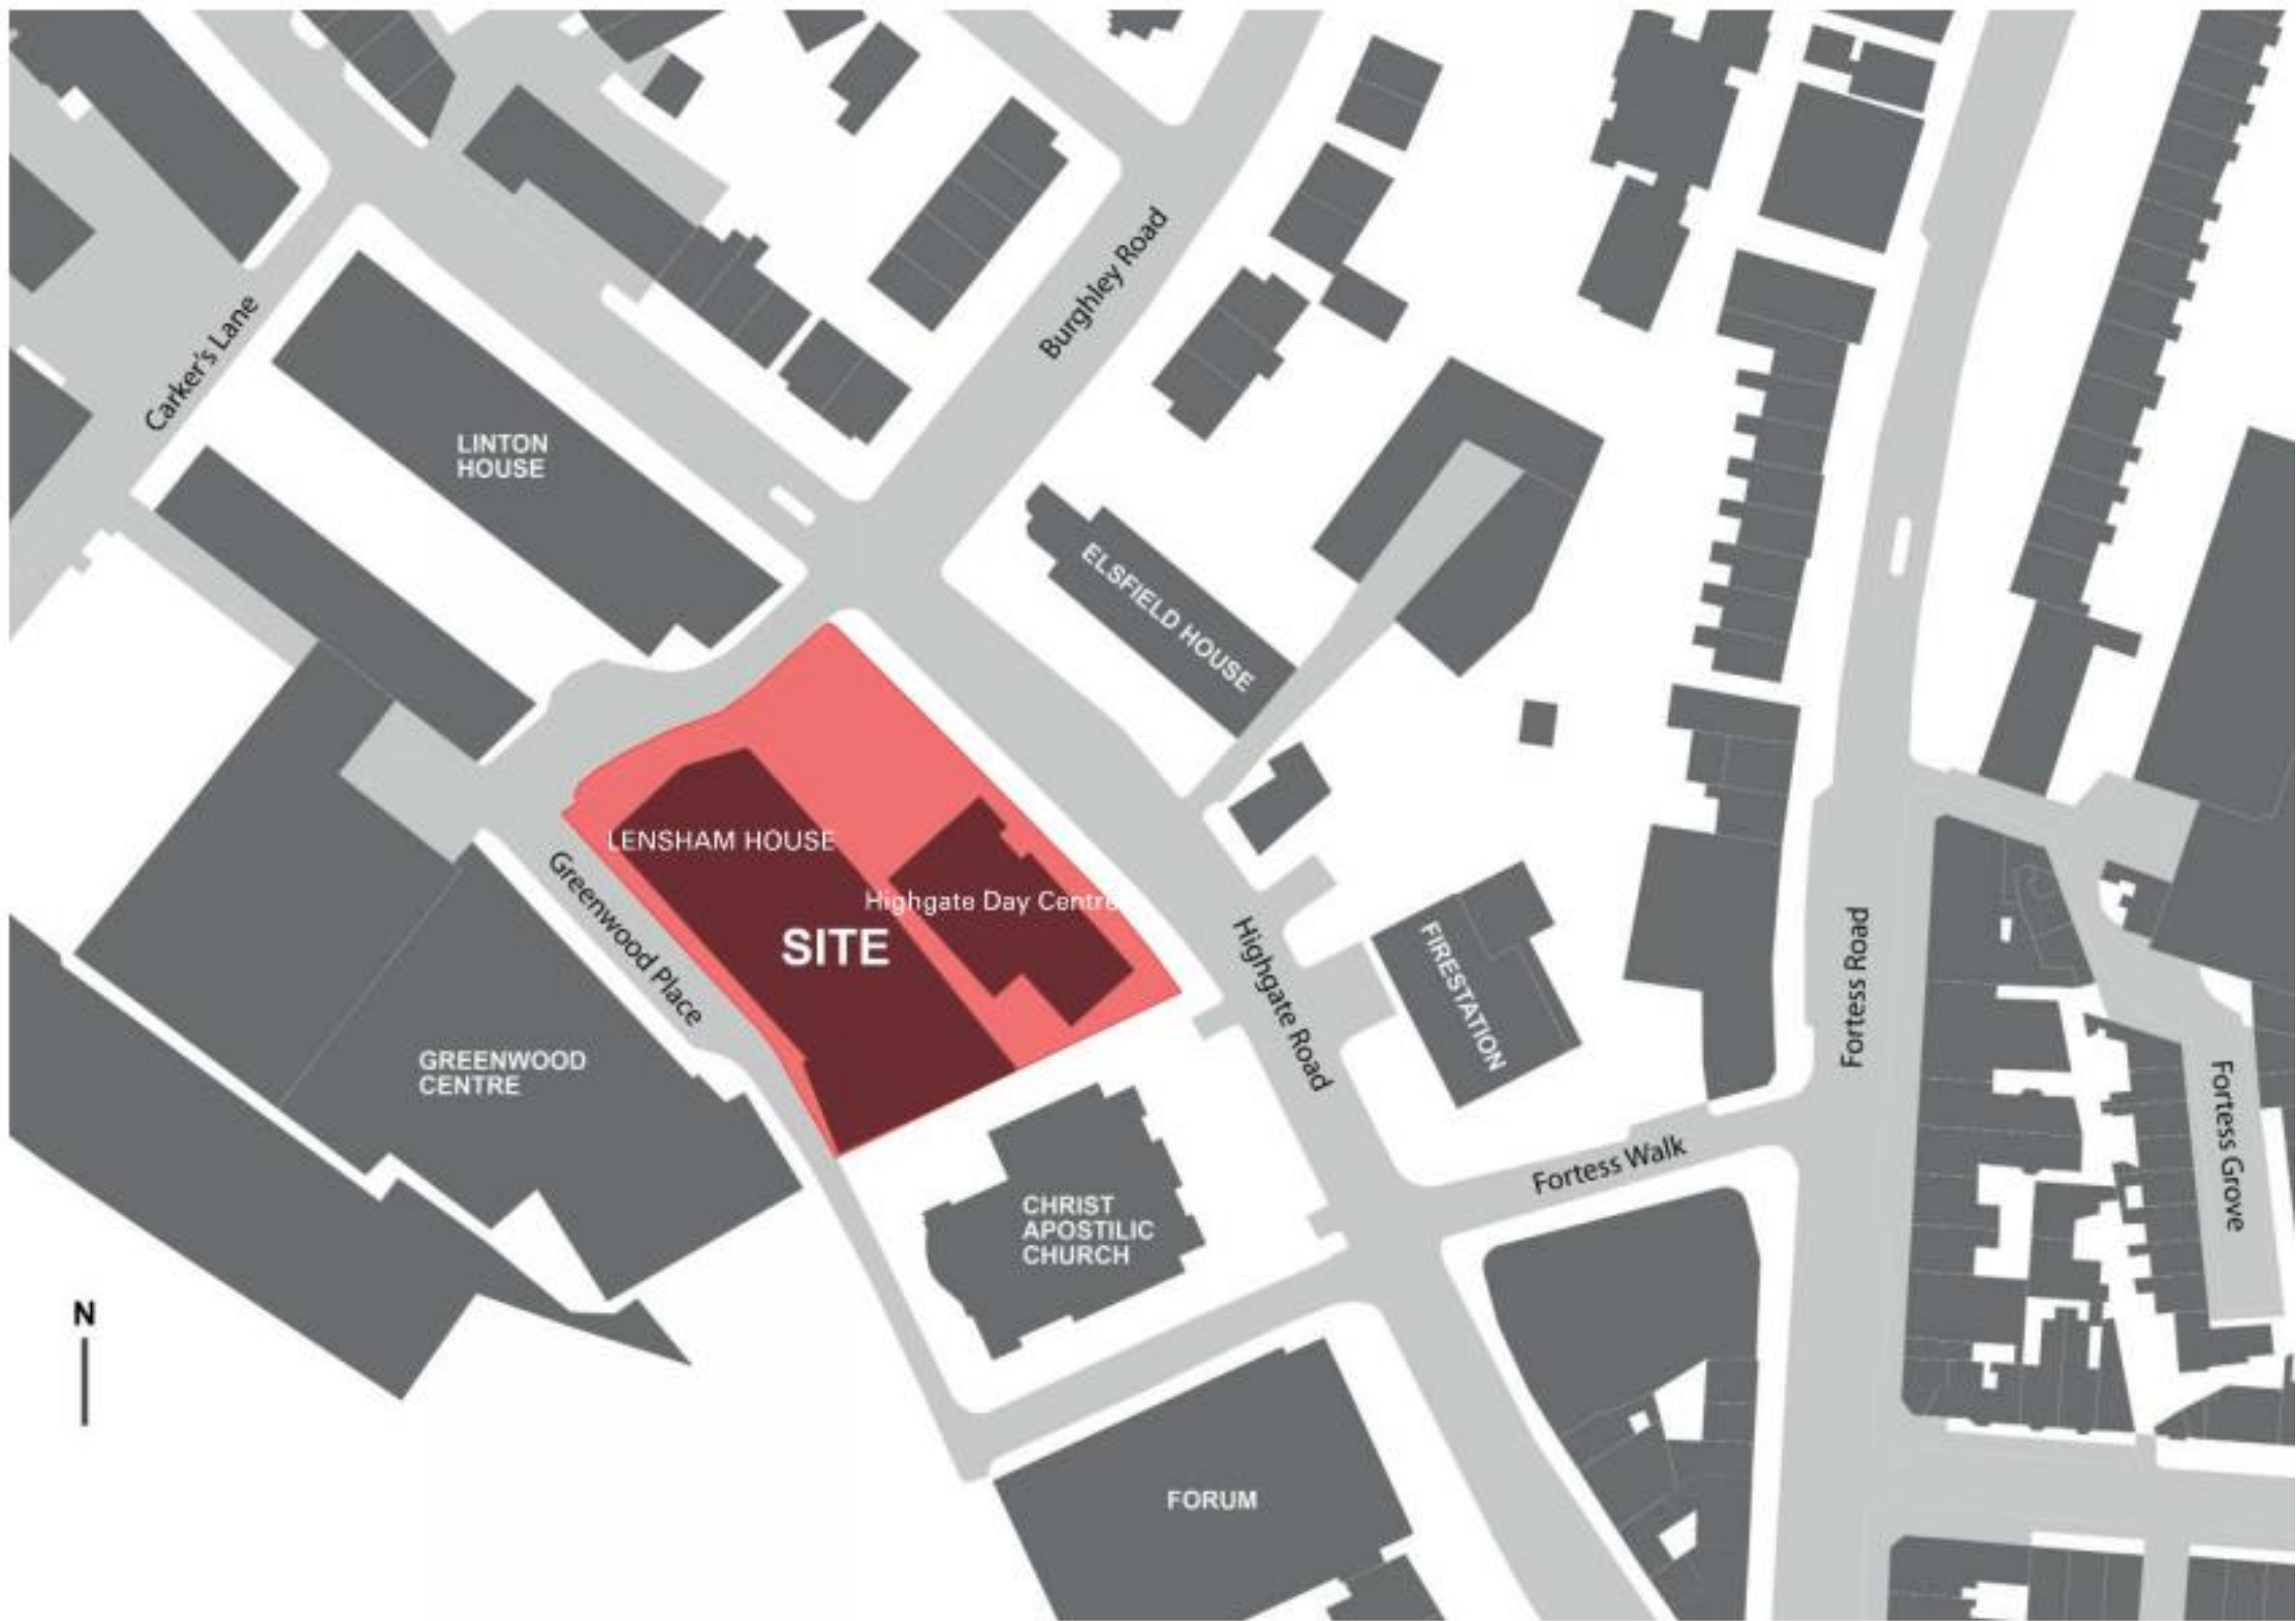 Burghley Road
Carker's Lane
LINTON
HOUSE
ELSFIELD HOUSE
LENSHAM HOUSE
Highgate Day Centre
SITE
Greenwood Place
Highgate Road
FIRESTATION
Fortess Road
GREENWOOD
CENTRE
Fortess Grove
Fortess Walk
CHRIST
APOSTILIC
CHURCH
N
FORUM